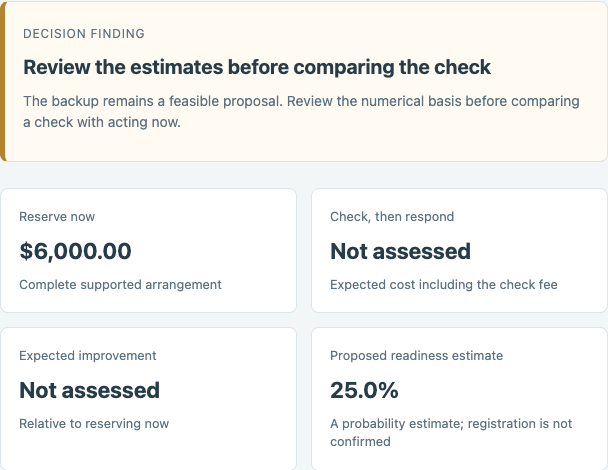 DECISION FINDING
Review the estimates before comparing the check
The backup remains a feasible proposal. Review the numerical basis before comparing
a check with acting now.
Reserve now
$6,000.00
Complete supported arrangement
Check, then respond
Not assessed
Expected cost including the check fee
Expected improvement
Not assessed
Relative to reserving now
Proposed readiness estimate
25.0%
A probability estimate; registration is not
confirmed